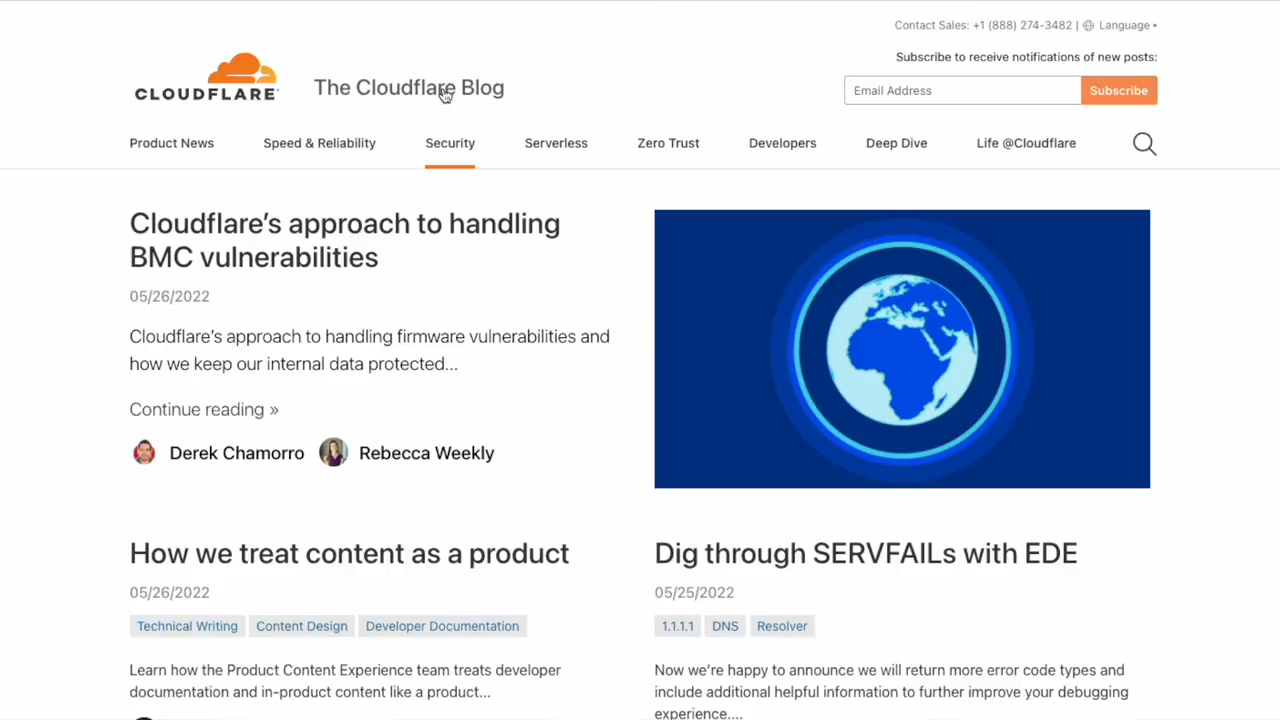 Contact Sales: +1 (888) 274-3482 | Language
Subscribe to receive notifications of new posts:
CLOUDFLARE
The Cloudflare Blog
Email Address
Subscribe
Product News
Speed & Reliability
Security
Serverless
Zero Trust
Developers
Deep Dive
Life @Cloudflare
Cloudflare’s approach to handling
BMC vulnerabilities
05/26/2022
Cloudflare’s approach to handling firmware vulnerabilities and
how we keep our internal data protected...
Continue reading »
Derek Chamorro
Rebecca Weekly
How we treat content as a product
05/26/2022
Technical Writing
Content Design
Developer Documentation
Learn how the Product Content Experience team treats developer
documentation and in-product content like a product...
Dig through SERVFAILs with EDE
05/25/2022
1.1.1.1
DNS
Resolver
Now we’re happy to announce we will return more error code types and
include additional helpful information to further improve your debugging
experience....